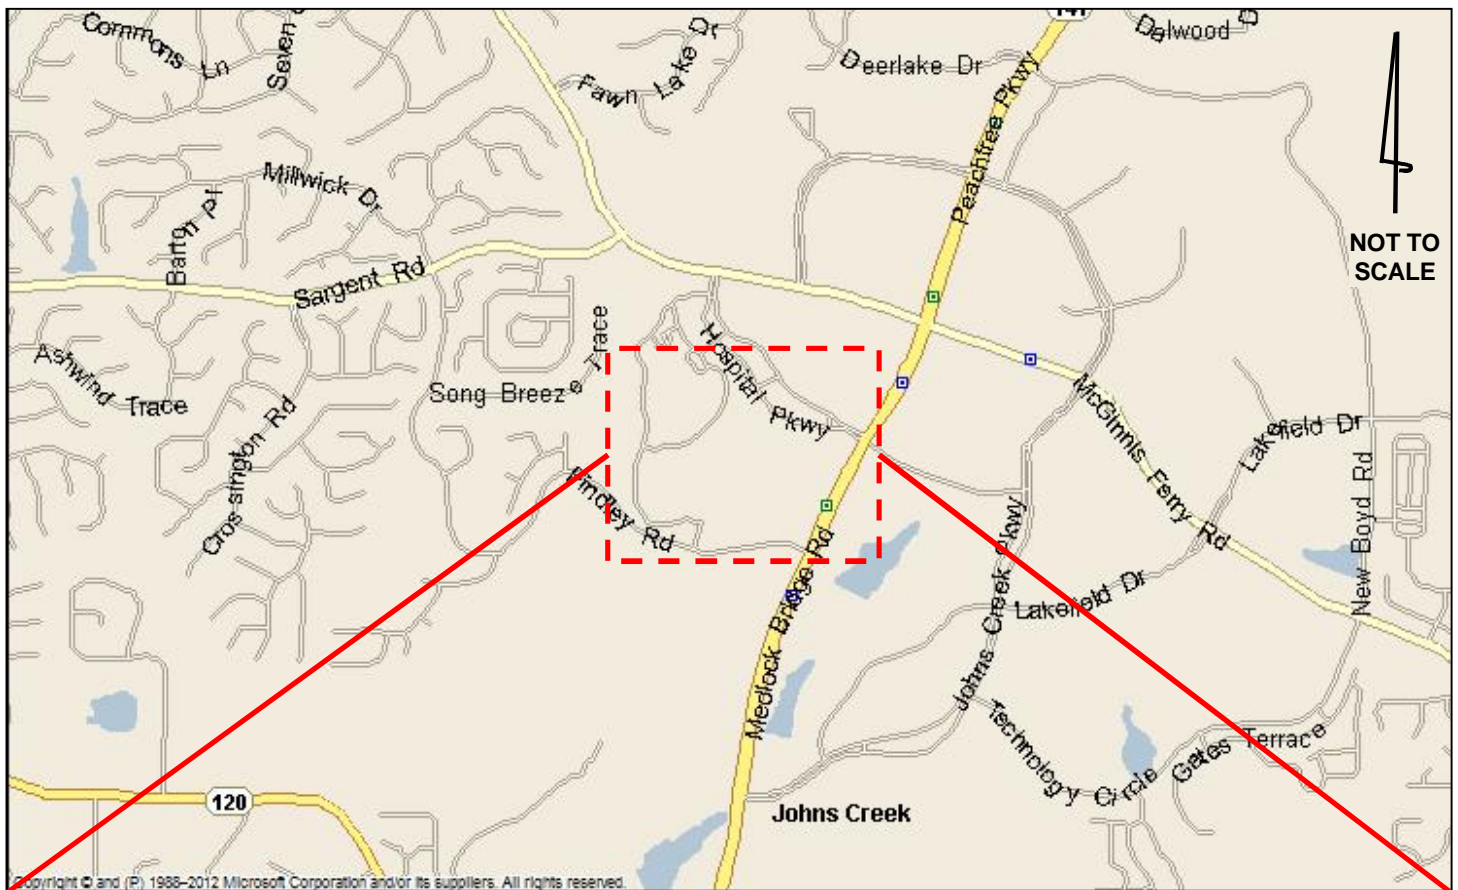 141
Commons Ln
Seven
Fawn Lake Dr
Deerlake Dr
Dalwood D
Peachtree Pkwy
NOT TO
SCALE
Millwick Dr
Barton Pl
Sargent Rd
Ashwind Trace
Crossington Rd
Song Breeze Trace
Hospital Pkwy
Findley Rd
McGinnis Ferry Rd
Lakefield Dr
New Boyd Rd
Medlock Bridge Rd
Johns Creek Pkwy
Lakefield Dr
Technology Circle
Gates Terrace
120
Johns Creek
Copyright © and (P) 1988–2012 Microsoft Corporation and/or its suppliers. All rights reserved.